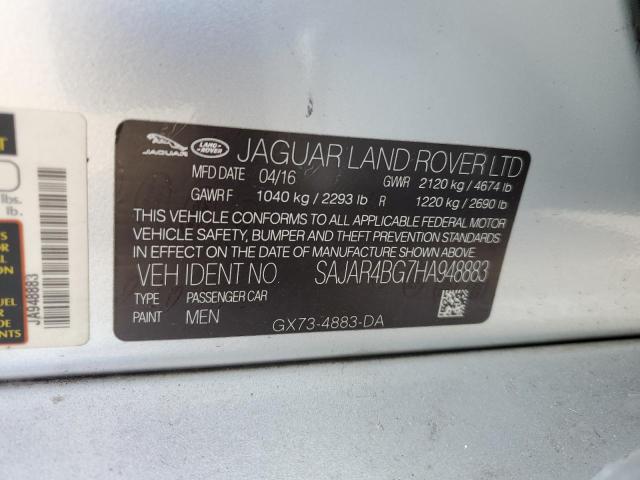 JAGUAR LAND-ROVER JAGUAR LAND ROVER LTD
MFD DATE 04/16 GVWR 2120 kg / 4674 lb
GAWR F 1040 kg / 2293 lb R 1220 kg / 2690 lb
THIS VEHICLE CONFORMS TO ALL APPLICABLE FEDERAL MOTOR
VEHICLE SAFETY, BUMPER AND THEFT PREVENTION STANDARDS
IN EFFECT ON THE DATE OF MANUFACTURE SHOWN ABOVE
VEH IDENT NO. SAJAR4BG7HA948883
TYPE PASSENGER CAR
PAINT MEN
GX73-4883-DA
lbs.
lb.
JA948883